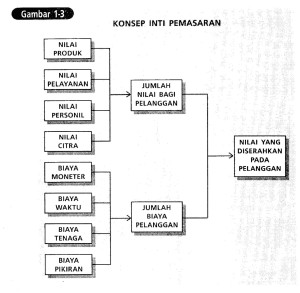 Gambar 1-3
KONSEP INTI PEMASARAN
NILAI
PRODUK
NILAI
PELAYANAN
NILAI
PERSONIL
NILAI
CITRA
JUMLAH
NILAI BAGI
PELANGGAN
BIAYA
MONETER
BIAYA
WAKTU
BIAYA
TENAGA
BIAYA
PIKIRAN
JUMLAH
BIAYA
PELANGGAN
NILAI YANG
DISERAHKAN
PADA
PELANGGAN